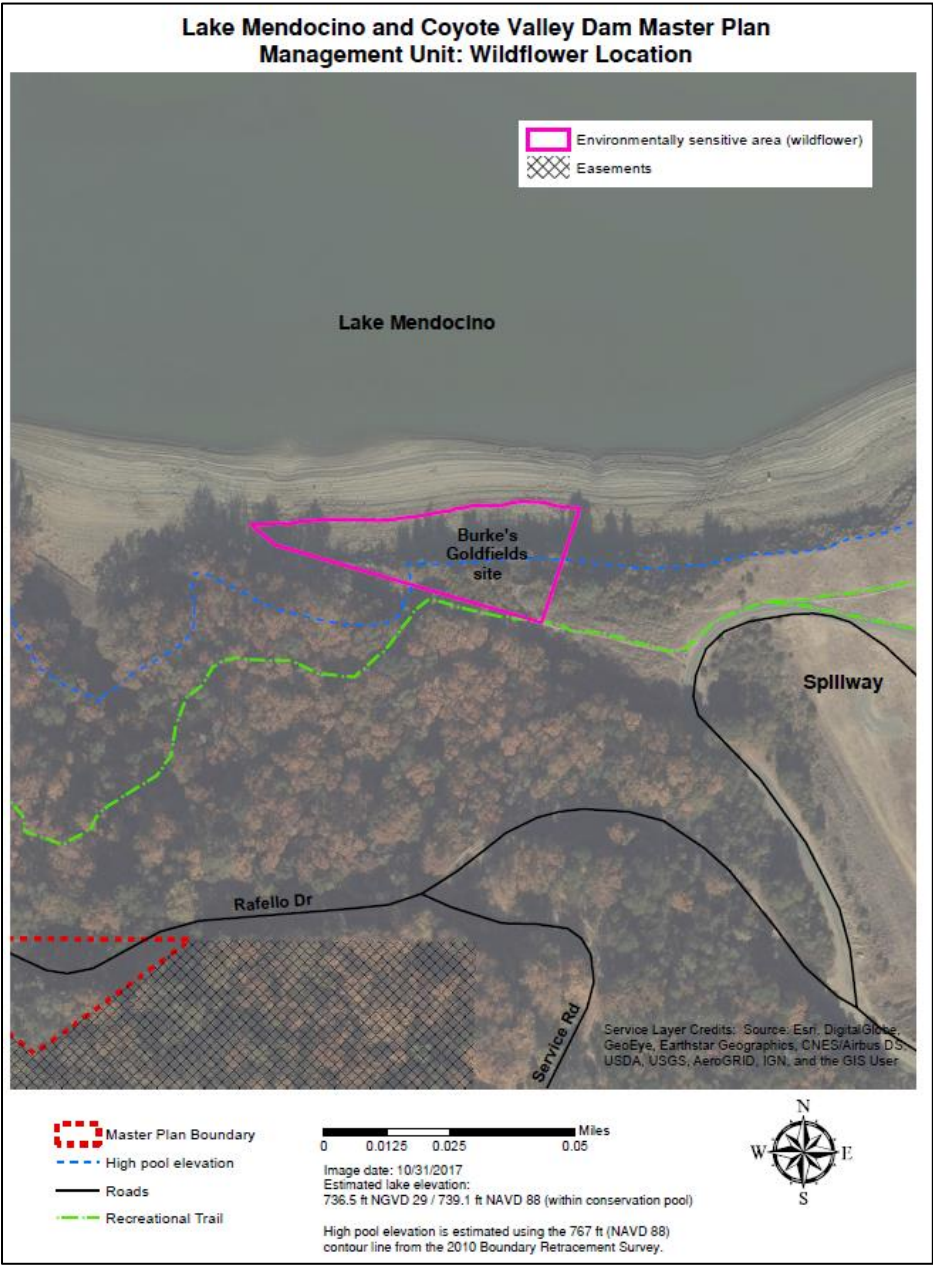 Lake Mendocino and Coyote Valley Dam Master Plan
Management Unit: Wildflower Location
Environmentally sensitive area (wildflower)
Easements
Lake Mendocino
Burke's
Goldfields
site
Spillway
Rafello Dr
Service Rd
Service Layer Credits: Source: Esri, DigitalGlobe,
GeoEye, Earthstar Geographics, CNES/Airbus DS,
USDA, USGS, AeroGRID, IGN, and the GIS User
Master Plan Boundary
High pool elevation
Roads
Recreational Trail
Miles
0 0.0125 0.025 0.05
Image date: 10/31/2017
Estimated lake elevation:
736.5 ft NGVD 29 / 739.1 ft NAVD 88 (within conservation pool)
High pool elevation is estimated using the 767 ft (NAVD 88)
contour line from the 2010 Boundary Retracement Survey.
N
W E
S